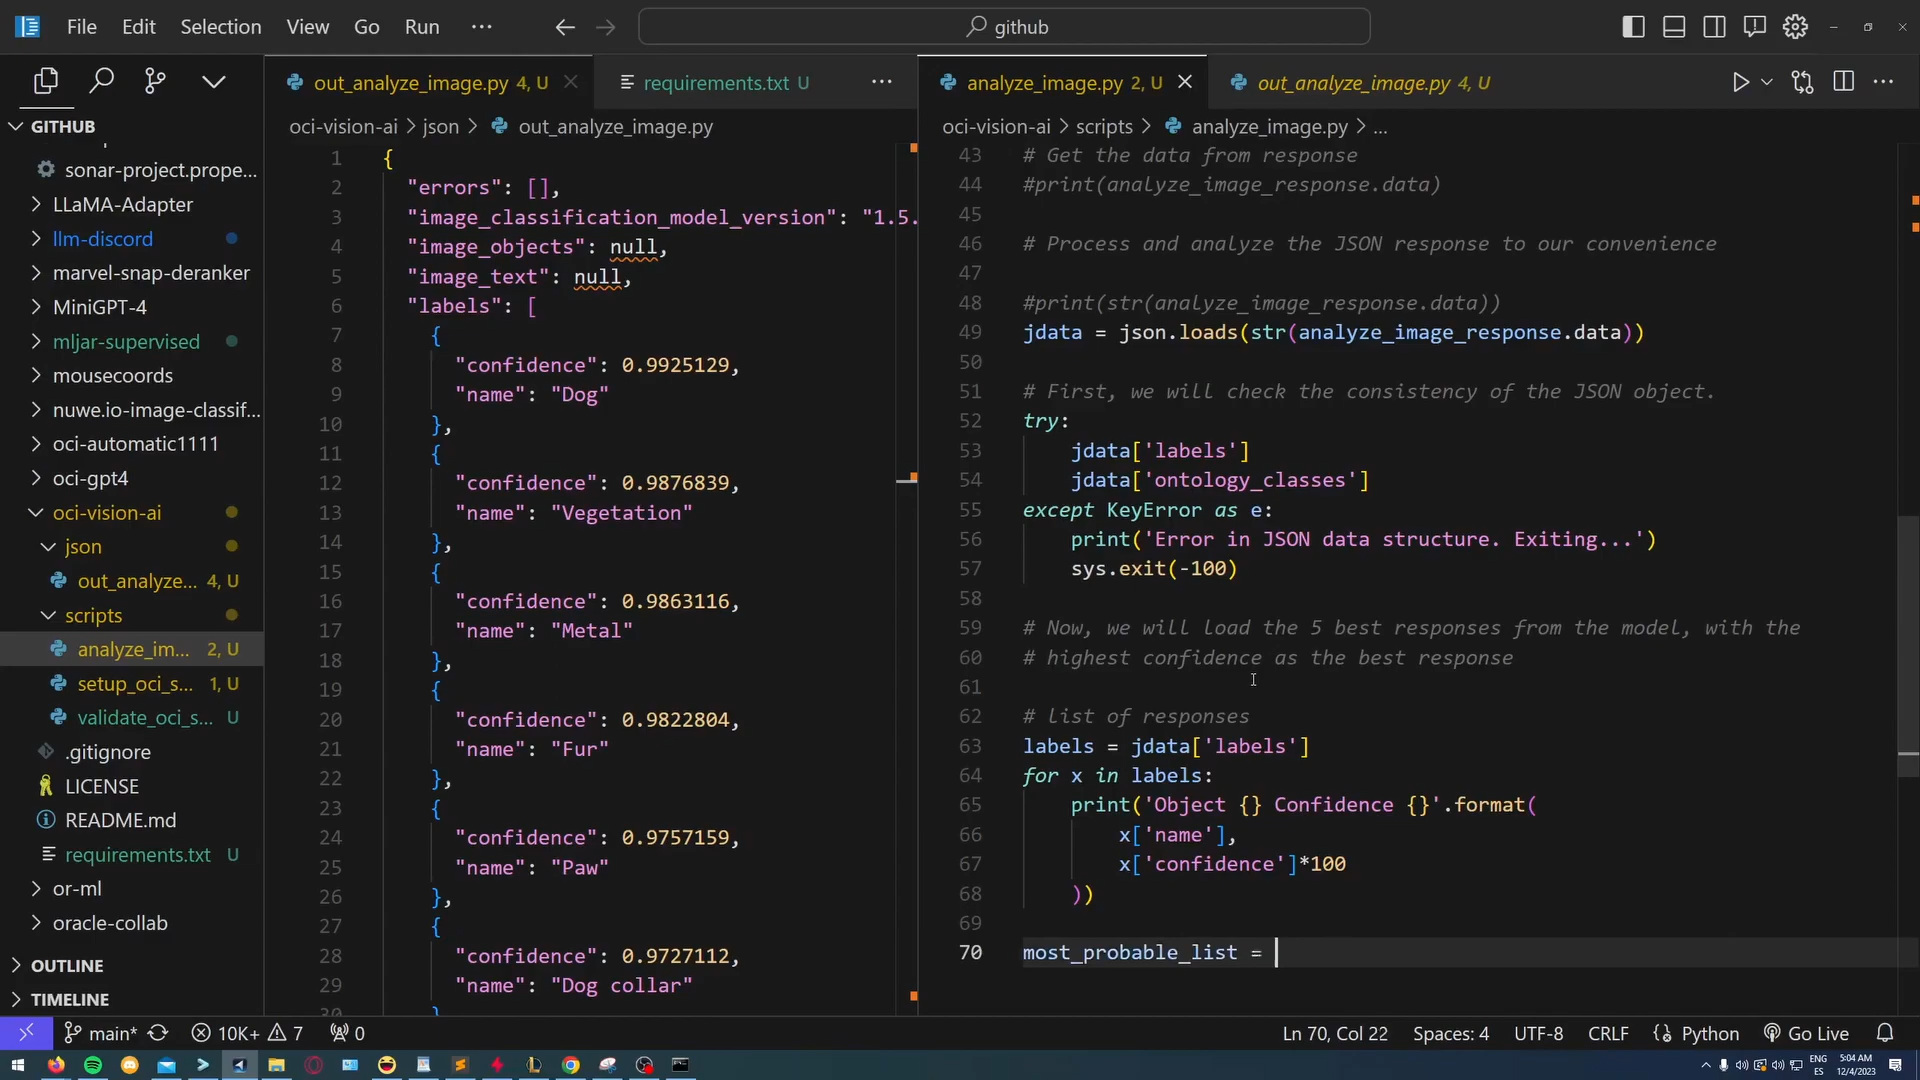 File Edit Selection View Go Run ··· github
out_analyze_image.py 4, U requirements.txt U ··· analyze_image.py 2, U out_analyze_image.py 4, U ···
GITHUB
sonar-project.prope...
LLaMA-Adapter
llm-discord
marvel-snap-deranker
MiniGPT-4
mljar-supervised
mousecoords
nuwe.io-image-classif...
oci-automatic1111
oci-gpt4
oci-vision-ai
json
out_analyze... 4, U
scripts
analyze_im... 2, U
setup_oci_s... 1, U
validate_oci_s... U
.gitignore
LICENSE
README.md
requirements.txt U
or-ml
oracle-collab
OUTLINE
TIMELINE
oci-vision-ai > json > out_analyze_image.py
1 {
2 "errors": [],
3 "image_classification_model_version": "1.5.
4 "image_objects": null,
5 "image_text": null,
6 "labels": [
7 {
8 "confidence": 0.9925129,
9 "name": "Dog"
10 },
11 {
12 "confidence": 0.9876839,
13 "name": "Vegetation"
14 },
15 {
16 "confidence": 0.9863116,
17 "name": "Metal"
18 },
19 {
20 "confidence": 0.9822804,
21 "name": "Fur"
22 },
23 {
24 "confidence": 0.9757159,
25 "name": "Paw"
26 },
27 {
28 "confidence": 0.9727112,
29 "name": "Dog collar"
30 }
oci-vision-ai > scripts > analyze_image.py > ...
43 # Get the data from response
44 #print(analyze_image_response.data)
45
46 # Process and analyze the JSON response to our convenience
47
48 #print(str(analyze_image_response.data))
49 jdata = json.loads(str(analyze_image_response.data))
50
51 # First, we will check the consistency of the JSON object.
52 try:
53 jdata['labels']
54 jdata['ontology_classes']
55 except KeyError as e:
56 print('Error in JSON data structure. Exiting...')
57 sys.exit(-100)
58
59 # Now, we will load the 5 best responses from the model, with the
60 # highest confidence as the best response
61
62 # list of responses
63 labels = jdata['labels']
64 for x in labels:
65 print('Object {} Confidence {}'.format(
66 x['name'],
67 x['confidence']*100
68 ))
69
70 most_probable_list =
main* 10K+ 7 0 Ln 70, Col 22 Spaces: 4 UTF-8 CRLF Python Go Live
ENG 5:04 AM
ES 12/4/2023